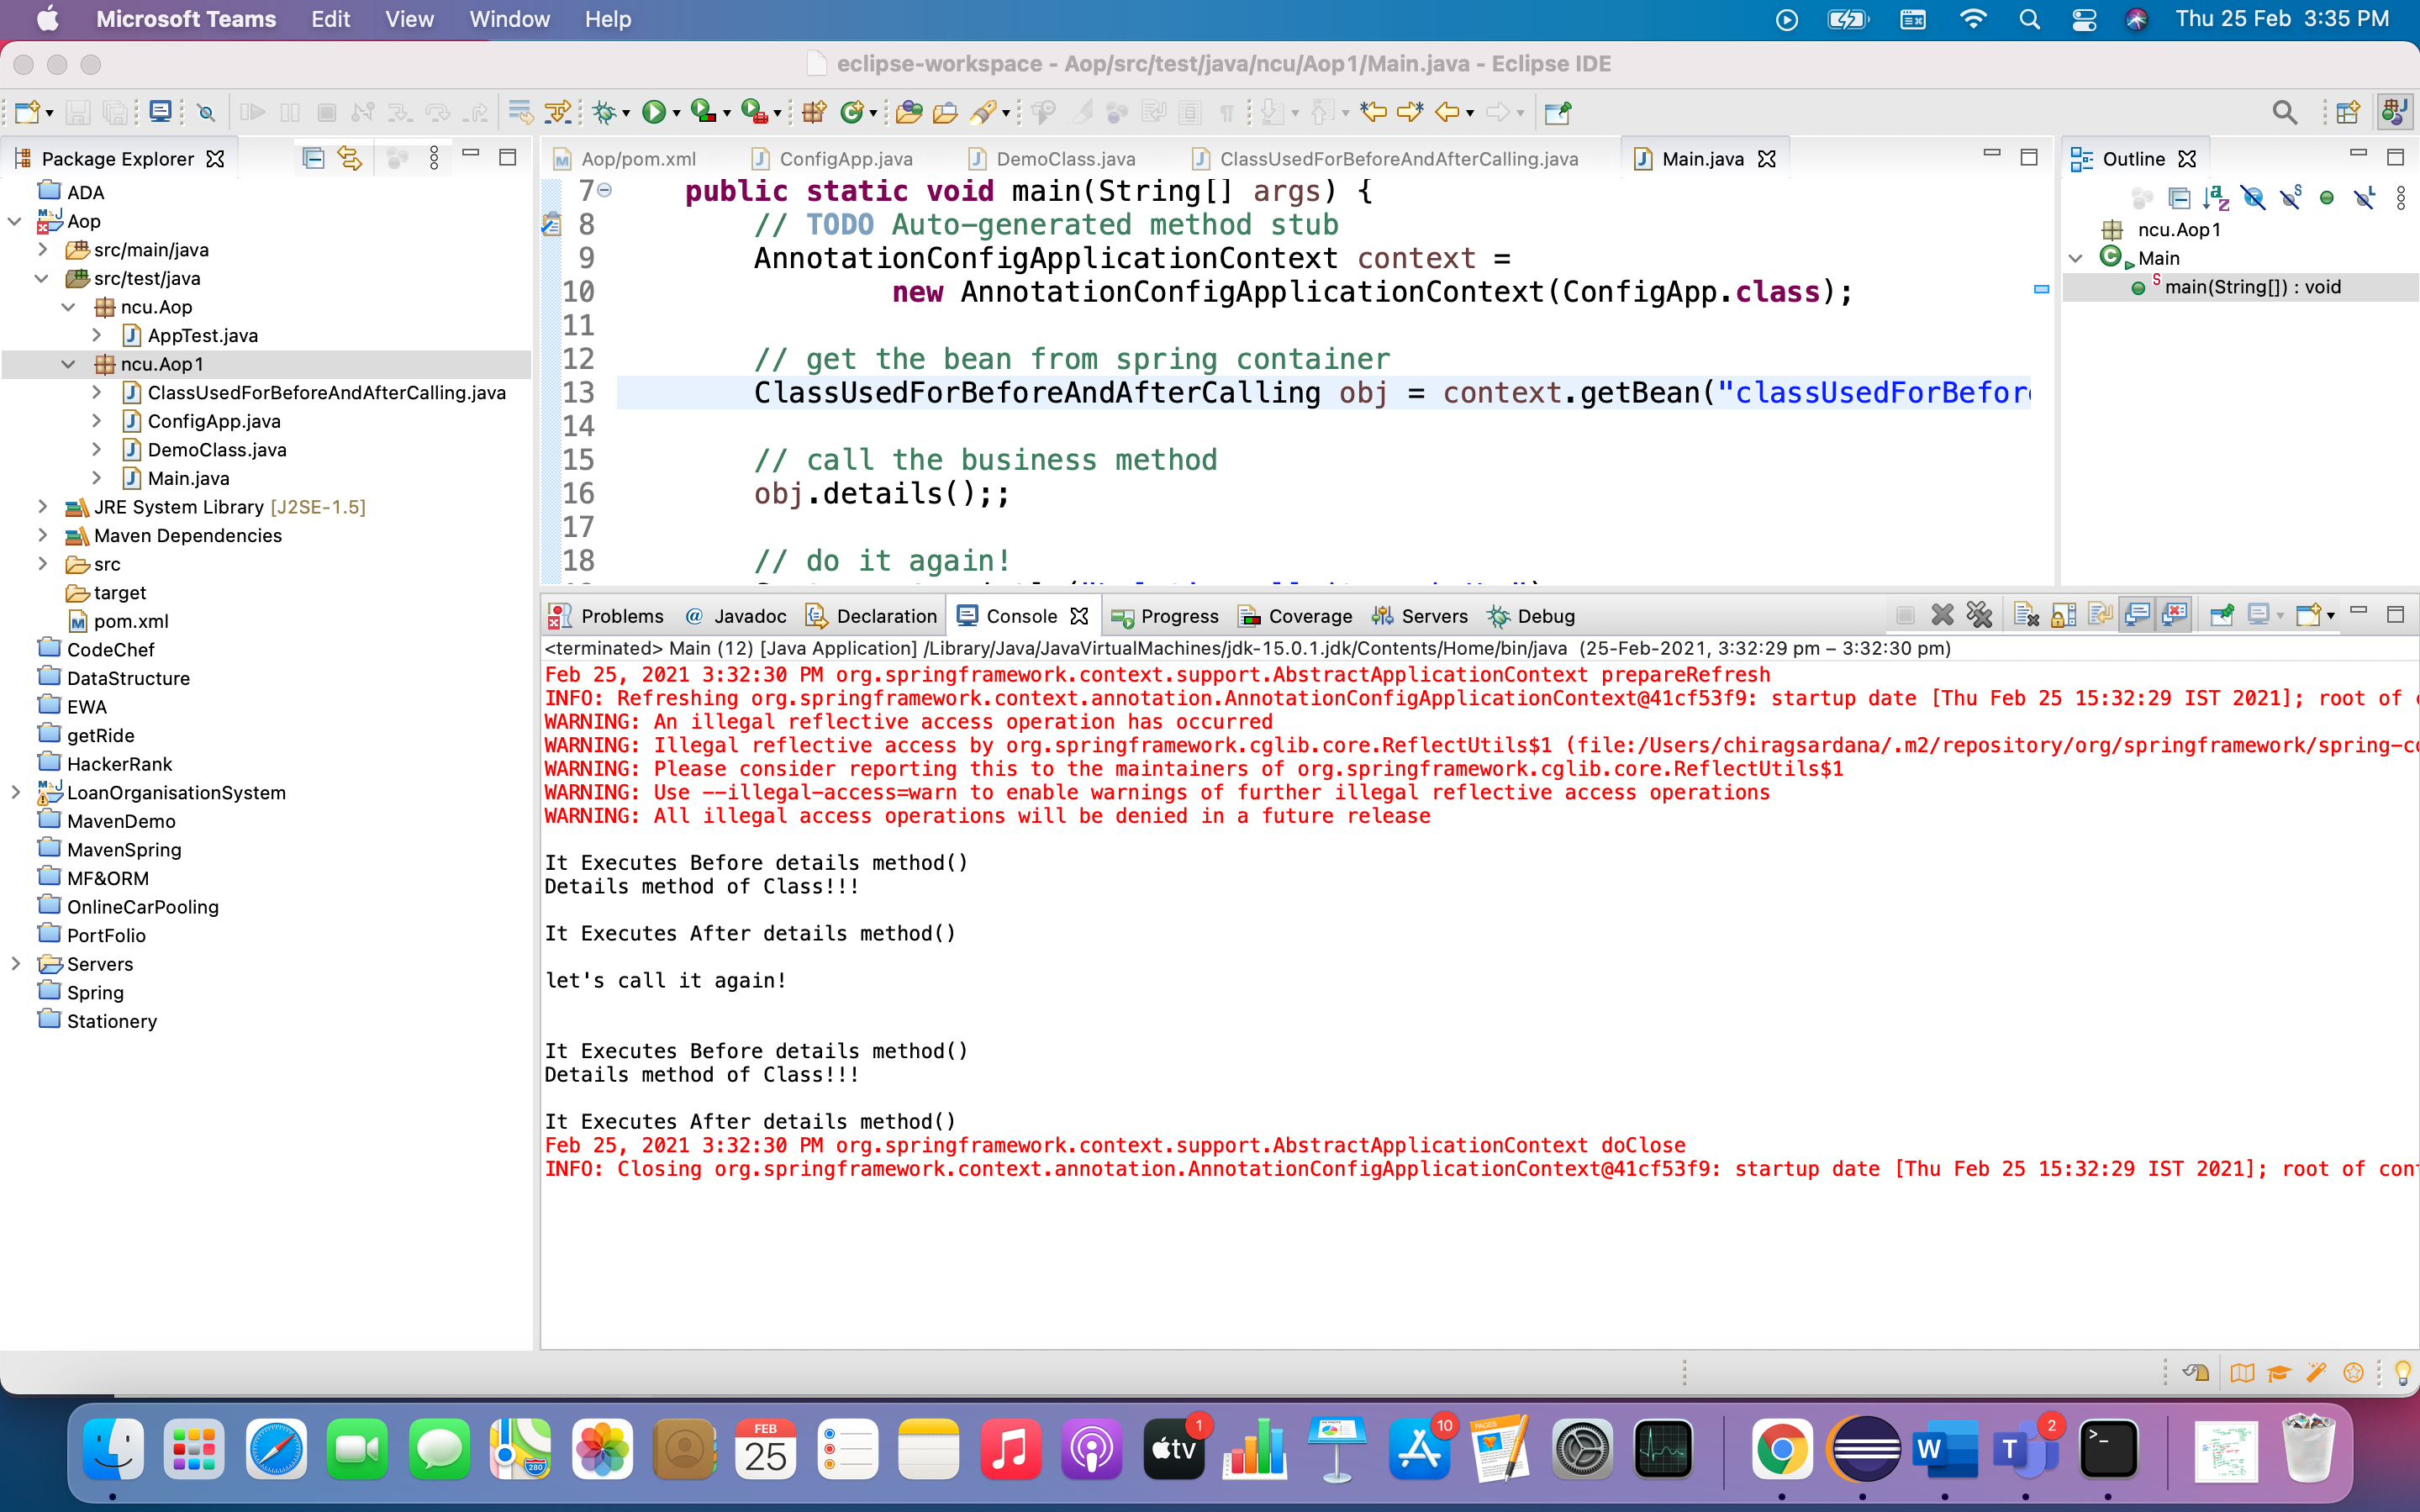 Microsoft Teams Edit View Window Help Thu 25 Feb 3:35 PM
eclipse-workspace - Aop/src/test/java/ncu/Aop1/Main.java - Eclipse IDE
Package Explorer
ADA
Aop
src/main/java
src/test/java
ncu.Aop
AppTest.java
ncu.Aop1
ClassUsedForBeforeAndAfterCalling.java
ConfigApp.java
DemoClass.java
Main.java
JRE System Library [J2SE-1.5]
Maven Dependencies
src
target
pom.xml
CodeChef
DataStructure
EWA
getRide
HackerRank
LoanOrganisationSystem
MavenDemo
MavenSpring
MF&ORM
OnlineCarPooling
PortFolio
Servers
Spring
Stationery
Aop/pom.xml ConfigApp.java DemoClass.java ClassUsedForBeforeAndAfterCalling.java Main.java
7 public static void main(String[] args) {
8 // TODO Auto-generated method stub
9 AnnotationConfigApplicationContext context =
10 new AnnotationConfigApplicationContext(ConfigApp.class);
11
12 // get the bean from spring container
13 ClassUsedForBeforeAndAfterCalling obj = context.getBean("classUsedForBefore
14
15 // call the business method
16 obj.details();;
17
18 // do it again!
Outline
ncu.Aop1
Main
main(String[]) : void
Problems Javadoc Declaration Console Progress Coverage Servers Debug
<terminated> Main (12) [Java Application] /Library/Java/JavaVirtualMachines/jdk-15.0.1.jdk/Contents/Home/bin/java (25-Feb-2021, 3:32:29 pm – 3:32:30 pm)
Feb 25, 2021 3:32:30 PM org.springframework.context.support.AbstractApplicationContext prepareRefresh
INFO: Refreshing org.springframework.context.annotation.AnnotationConfigApplicationContext@41cf53f9: startup date [Thu Feb 25 15:32:29 IST 2021]; root of
WARNING: An illegal reflective access operation has occurred
WARNING: Illegal reflective access by org.springframework.cglib.core.ReflectUtils$1 (file:/Users/chiragsardana/.m2/repository/org/springframework/spring-co
WARNING: Please consider reporting this to the maintainers of org.springframework.cglib.core.ReflectUtils$1
WARNING: Use --illegal-access=warn to enable warnings of further illegal reflective access operations
WARNING: All illegal access operations will be denied in a future release
It Executes Before details method()
Details method of Class!!!
It Executes After details method()
let's call it again!
It Executes Before details method()
Details method of Class!!!
It Executes After details method()
Feb 25, 2021 3:32:30 PM org.springframework.context.support.AbstractApplicationContext doClose
INFO: Closing org.springframework.context.annotation.AnnotationConfigApplicationContext@41cf53f9: startup date [Thu Feb 25 15:32:29 IST 2021]; root of con
FEB
25
280
tv
1
10
PAGES
W
T
2